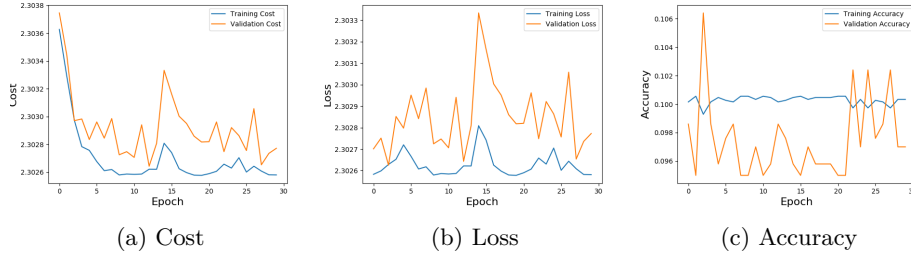 2.3038
2.3036
2.3034
2.3032
2.3030
2.3028
2.3026
Cost
Training Cost
Validation Cost
0 5 10 15 20 25 30
Epoch
(a) Cost
2.3033
2.3032
2.3031
2.3030
2.3029
2.3028
2.3027
2.3026
Loss
Training Loss
Validation Loss
0 5 10 15 20 25 30
Epoch
(b) Loss
0.106
0.104
0.102
0.100
0.098
0.096
Accuracy
Training Accuracy
Validation Accuracy
0 5 10 15 20 25 30
Epoch
(c) Accuracy